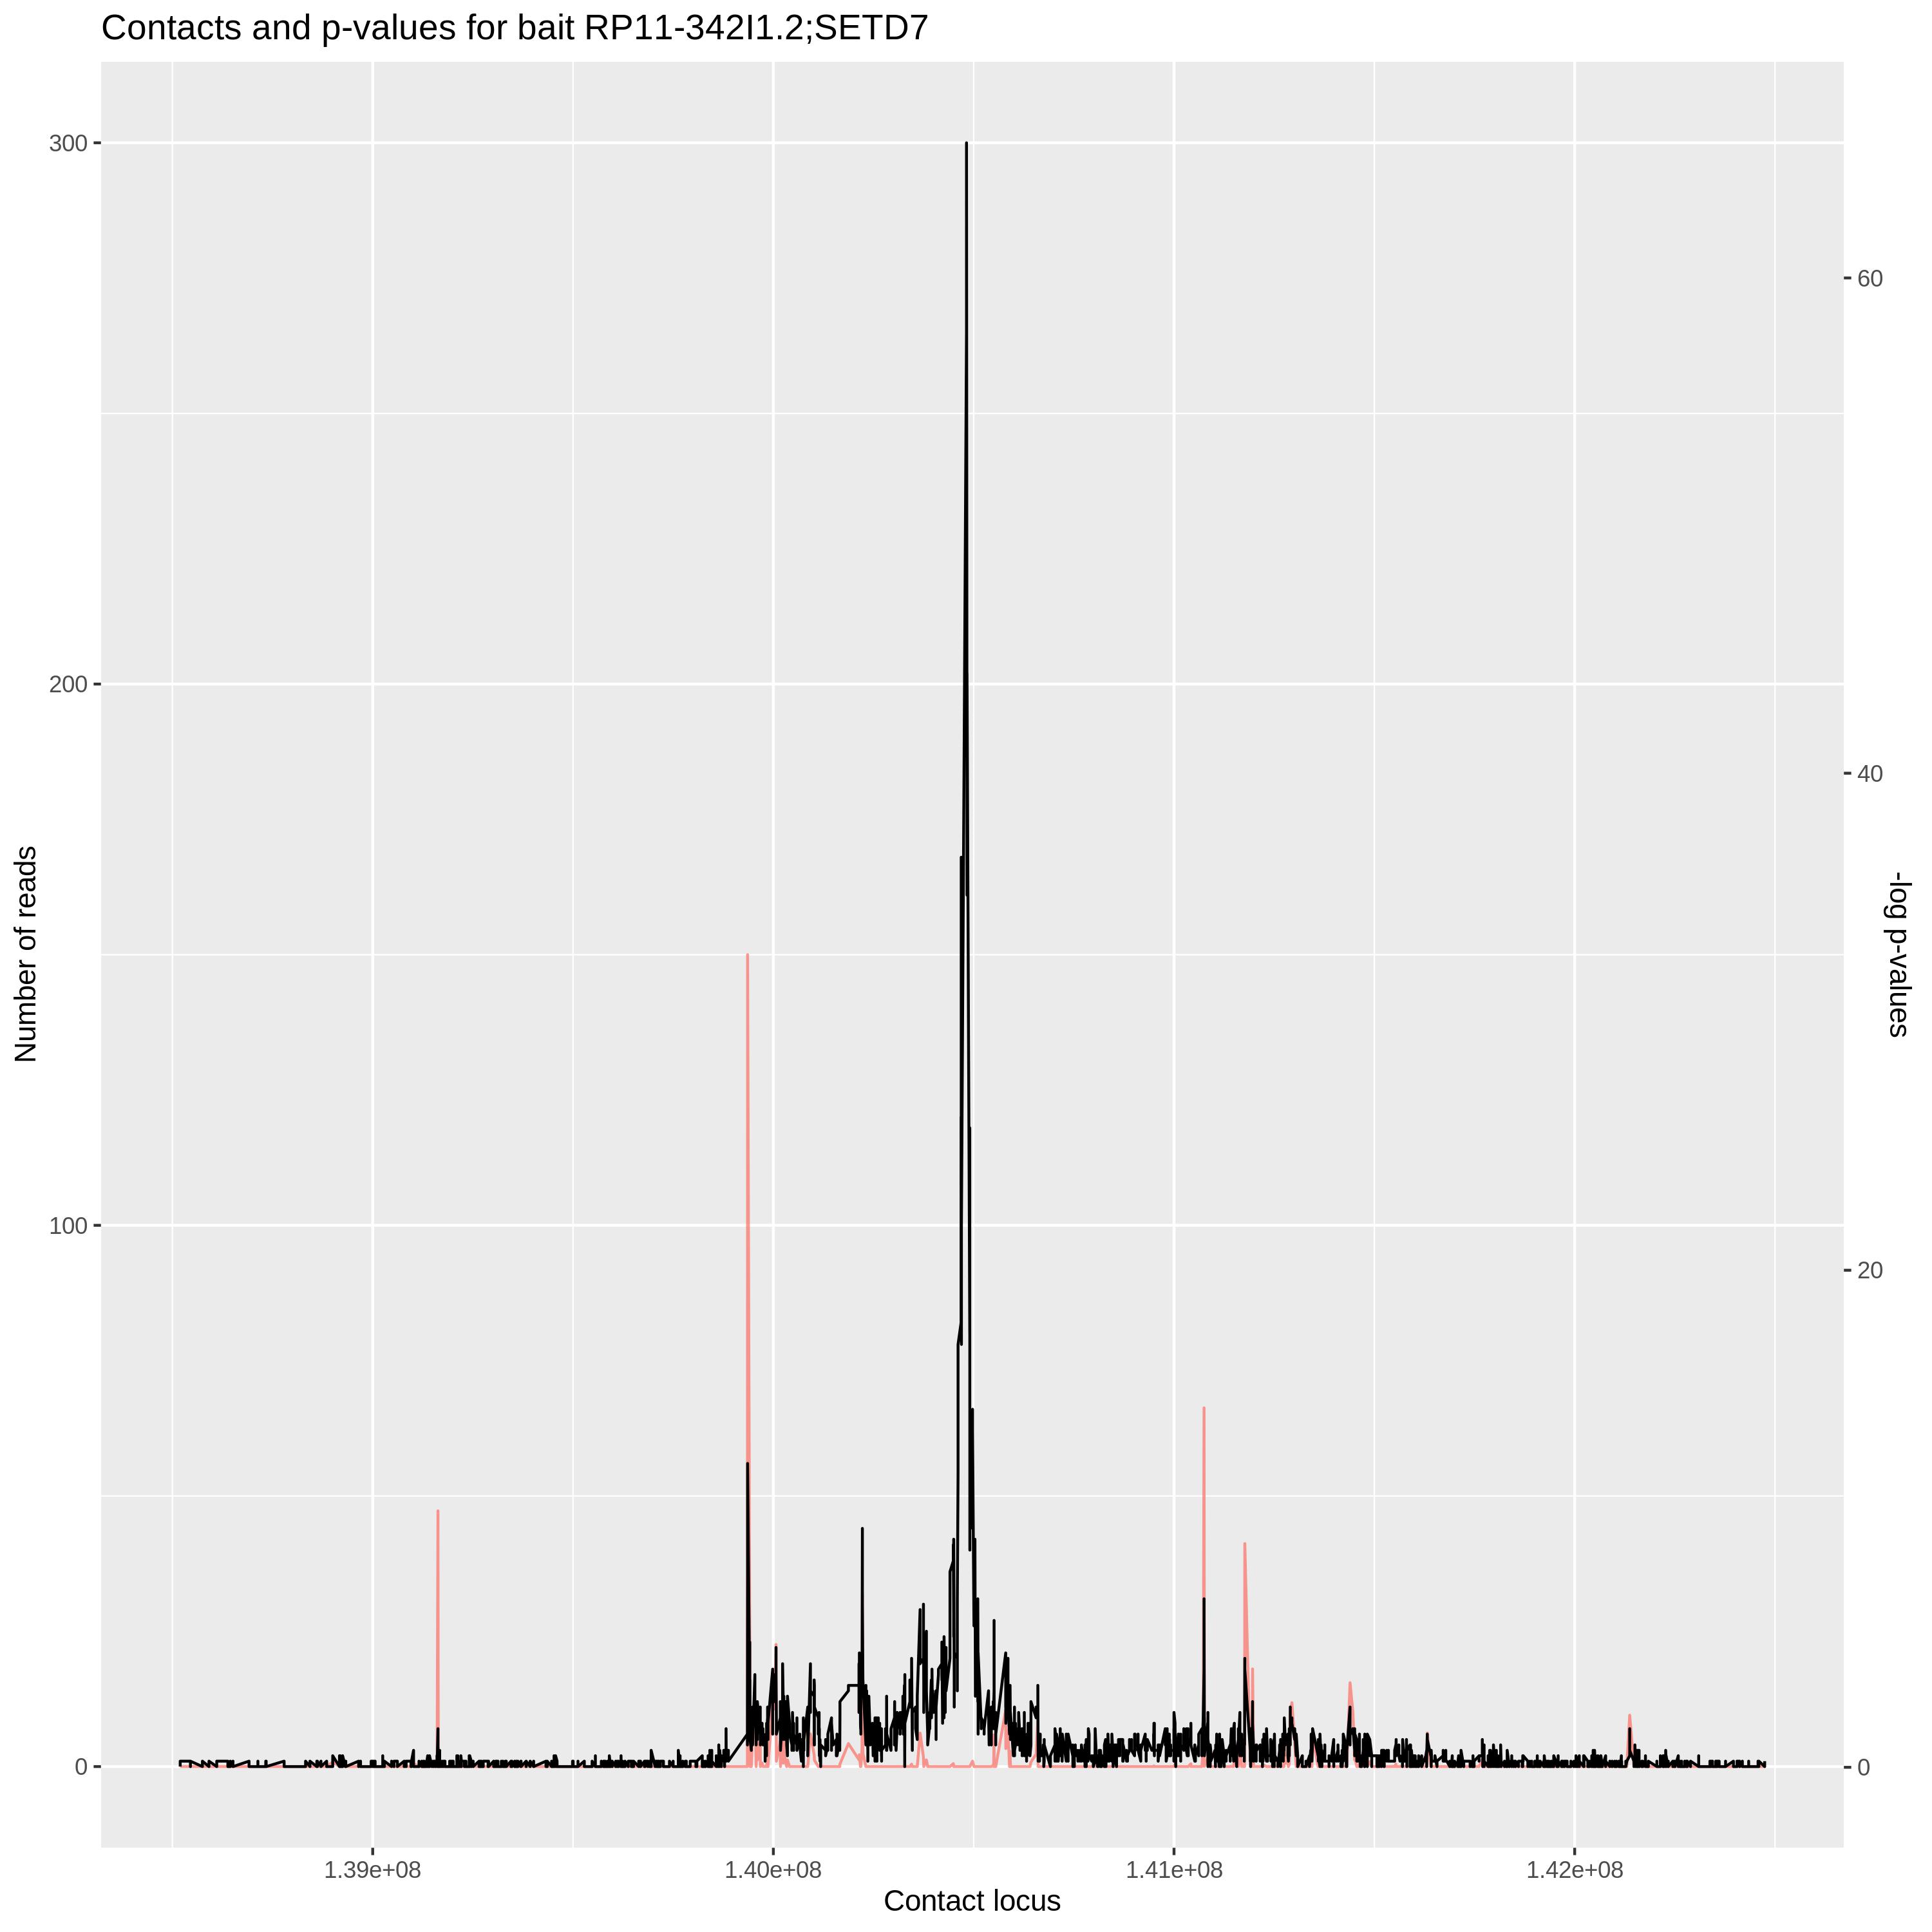 Contacts and p-values for bait RP11-342I1.2;SETD7
300
200
100
0
Number of reads
60
40
20
0
-log p-values
1.39e+08 1.40e+08 1.41e+08 1.42e+08
Contact locus